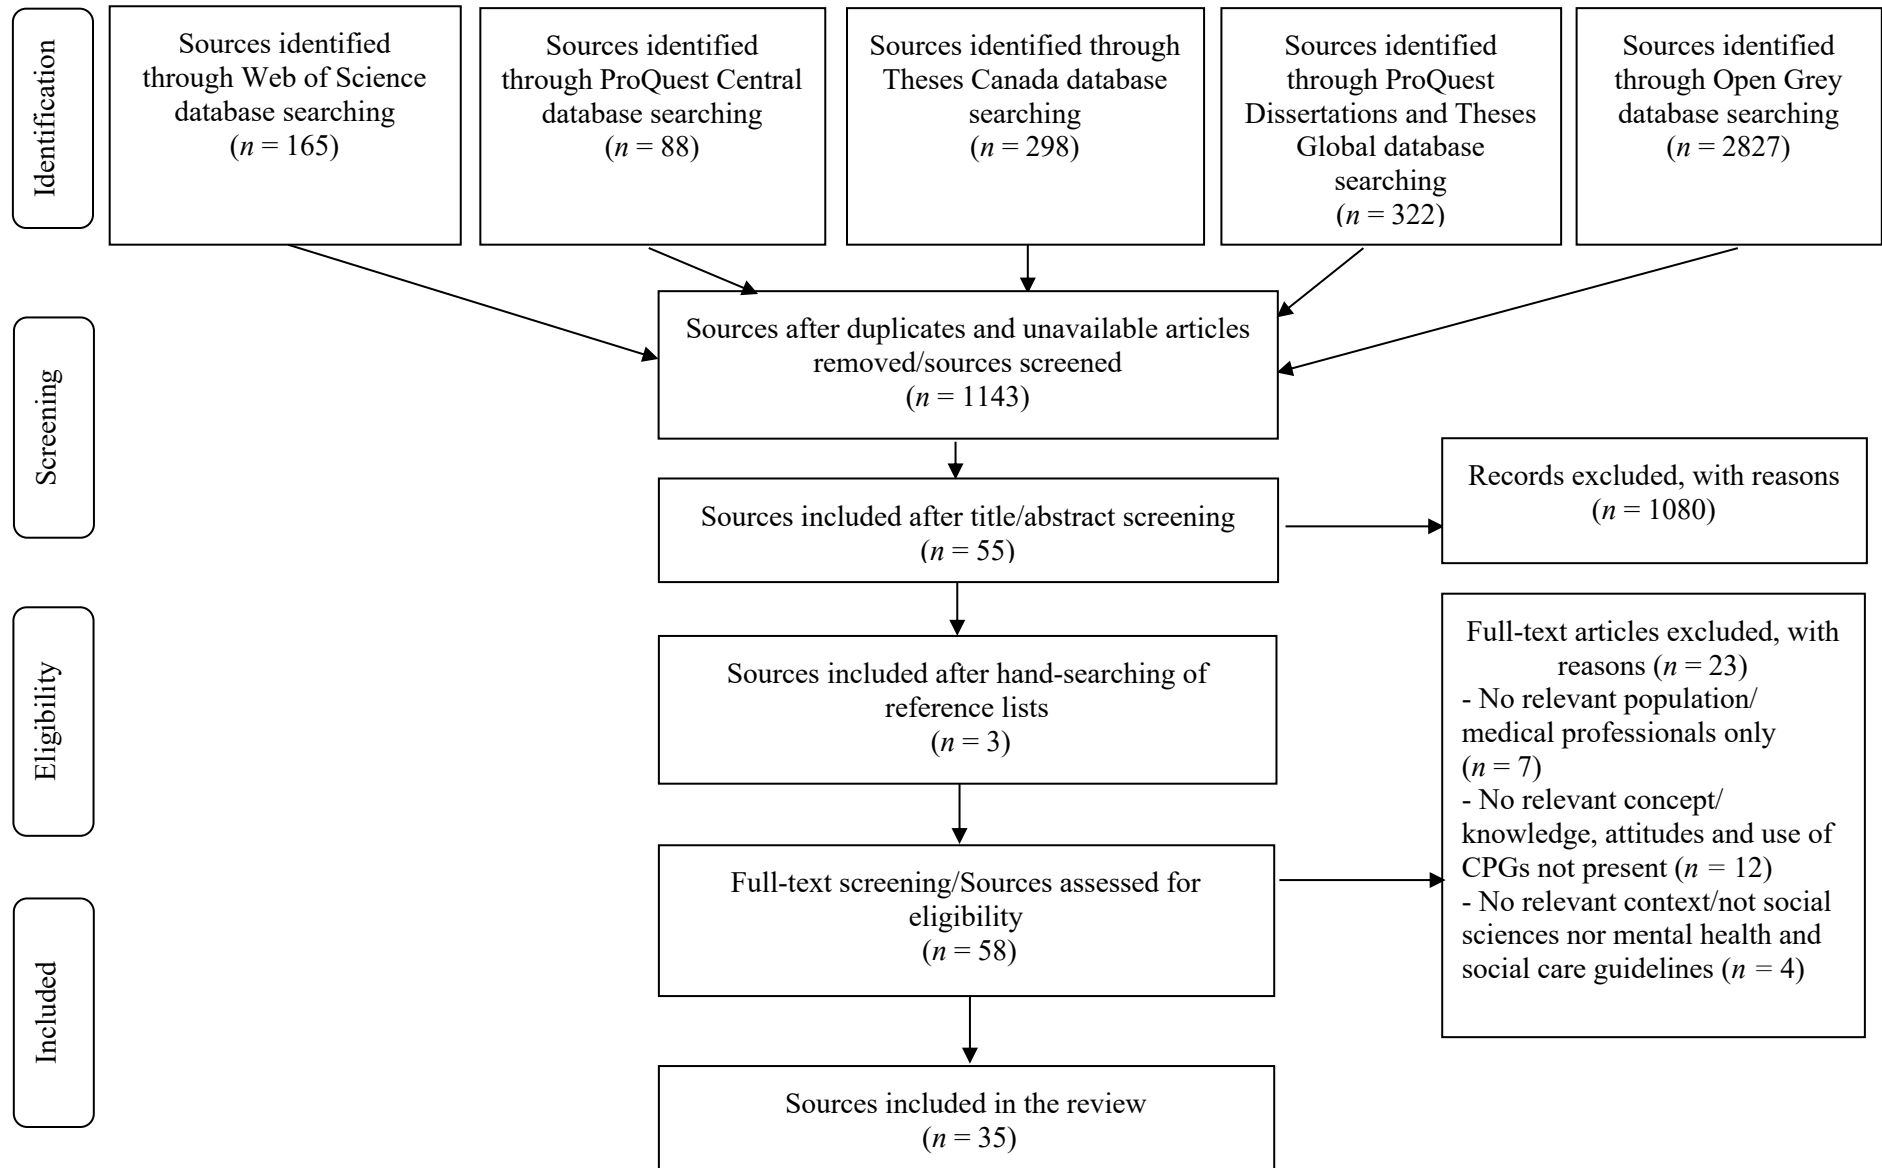 Identification
Sources identified
through Web of Science
database searching
(n = 165)
Sources identified
through ProQuest Central
database searching
(n = 88)
Sources identified through
Theses Canada database
searching
(n = 298)
Sources identified
through ProQuest
Dissertations and Theses
Global database
searching
(n = 322)
Sources identified
through Open Grey
database searching
(n = 2827)
Screening
Sources after duplicates and unavailable articles
removed/sources screened
(n = 1143)
Sources included after title/abstract screening
(n = 55)
Records excluded, with reasons
(n = 1080)
Eligibility
Sources included after hand-searching of
reference lists
(n = 3)
Full-text screening/Sources assessed for
eligibility
(n = 58)
Full-text articles excluded, with
reasons (n = 23)
- No relevant population/
medical professionals only
(n = 7)
- No relevant concept/
knowledge, attitudes and use of
CPGs not present (n = 12)
- No relevant context/not social
sciences nor mental health and
social care guidelines (n = 4)
Included
Sources included in the review
(n = 35)